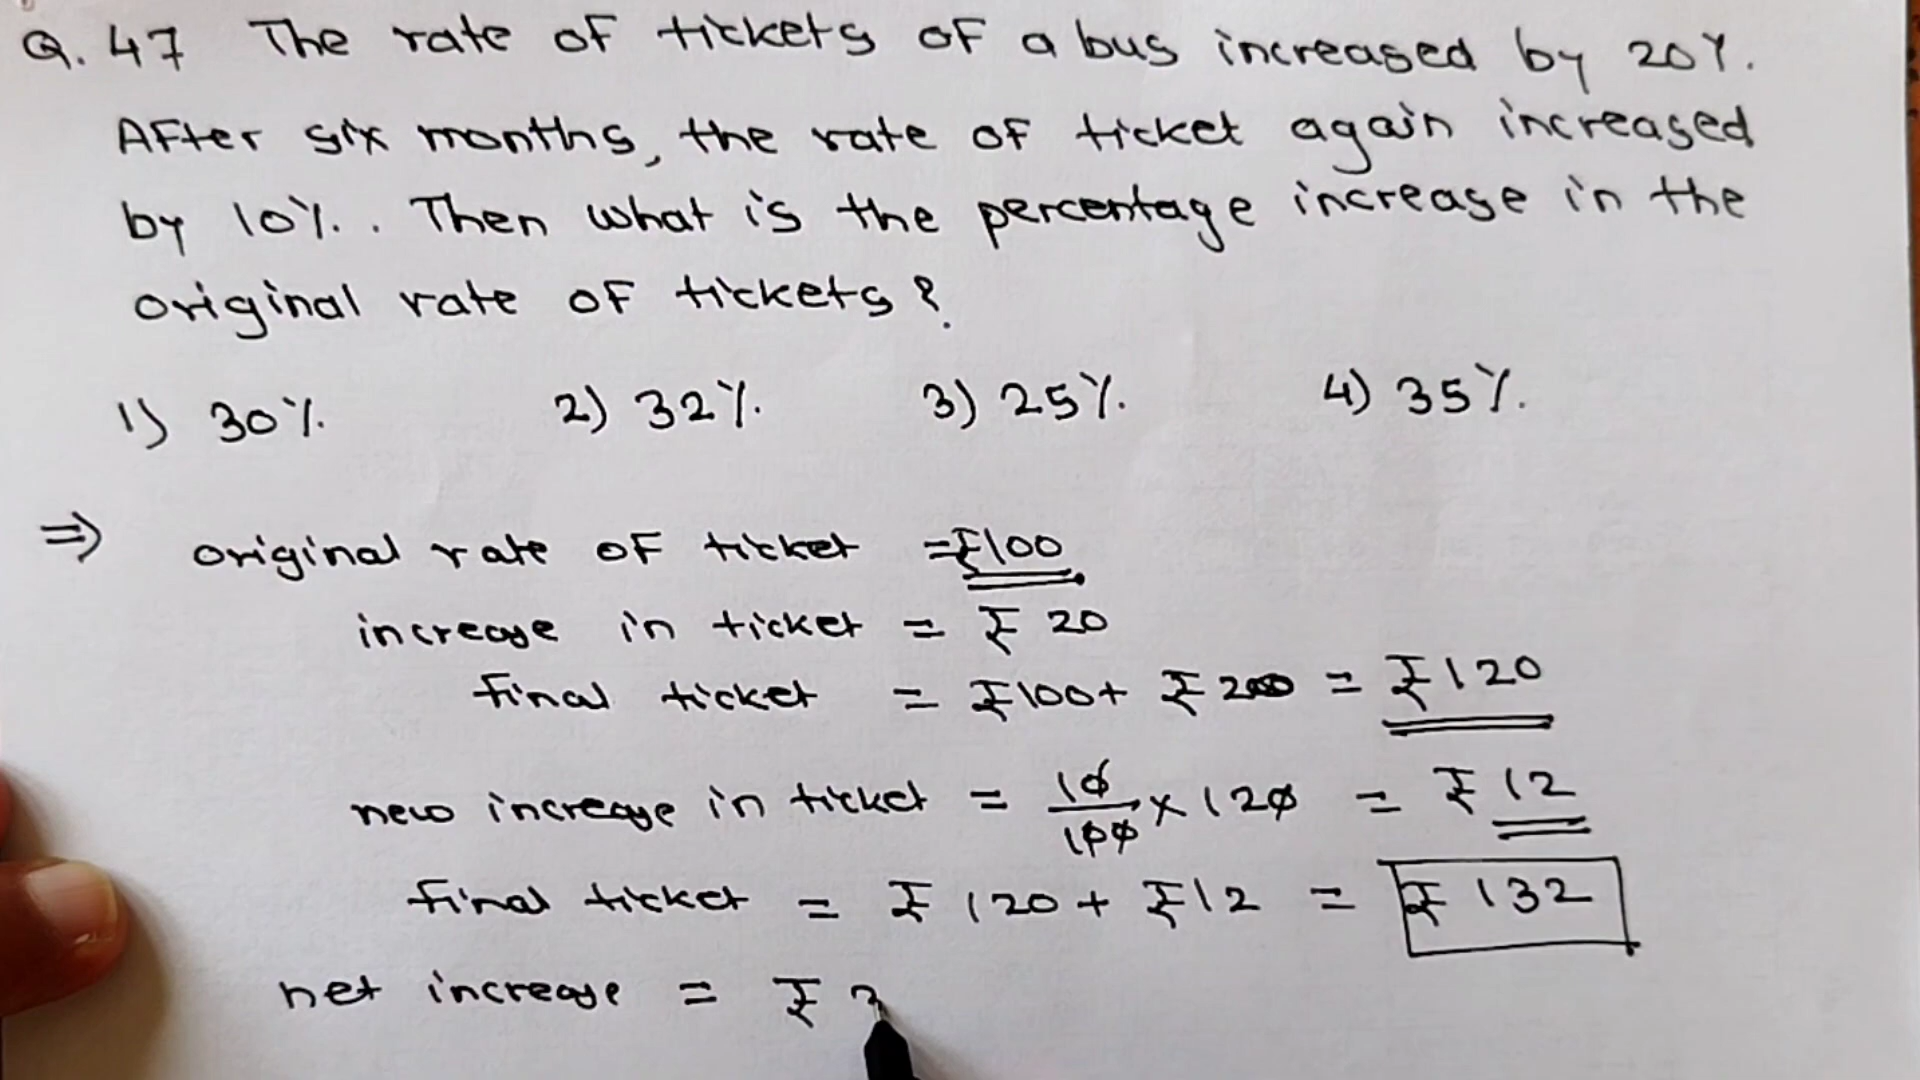 Q. 47 The rate of tickets of a bus increased by 20%.
After six months, the rate of ticket again increased
by 10%.. Then what is the percentage increase in the
original rate of tickets?
1) 30% 2) 32% 3) 25% 4) 35%.
⇒ original rate of ticket = ₹100
increase in ticket = ₹ 20
final ticket = ₹100+ ₹20 = ₹120
new increase in ticket = 10/100 × 120 = ₹ 12
final ticket = ₹ 120 + ₹12 = ₹ 132
net increase = ₹ 3